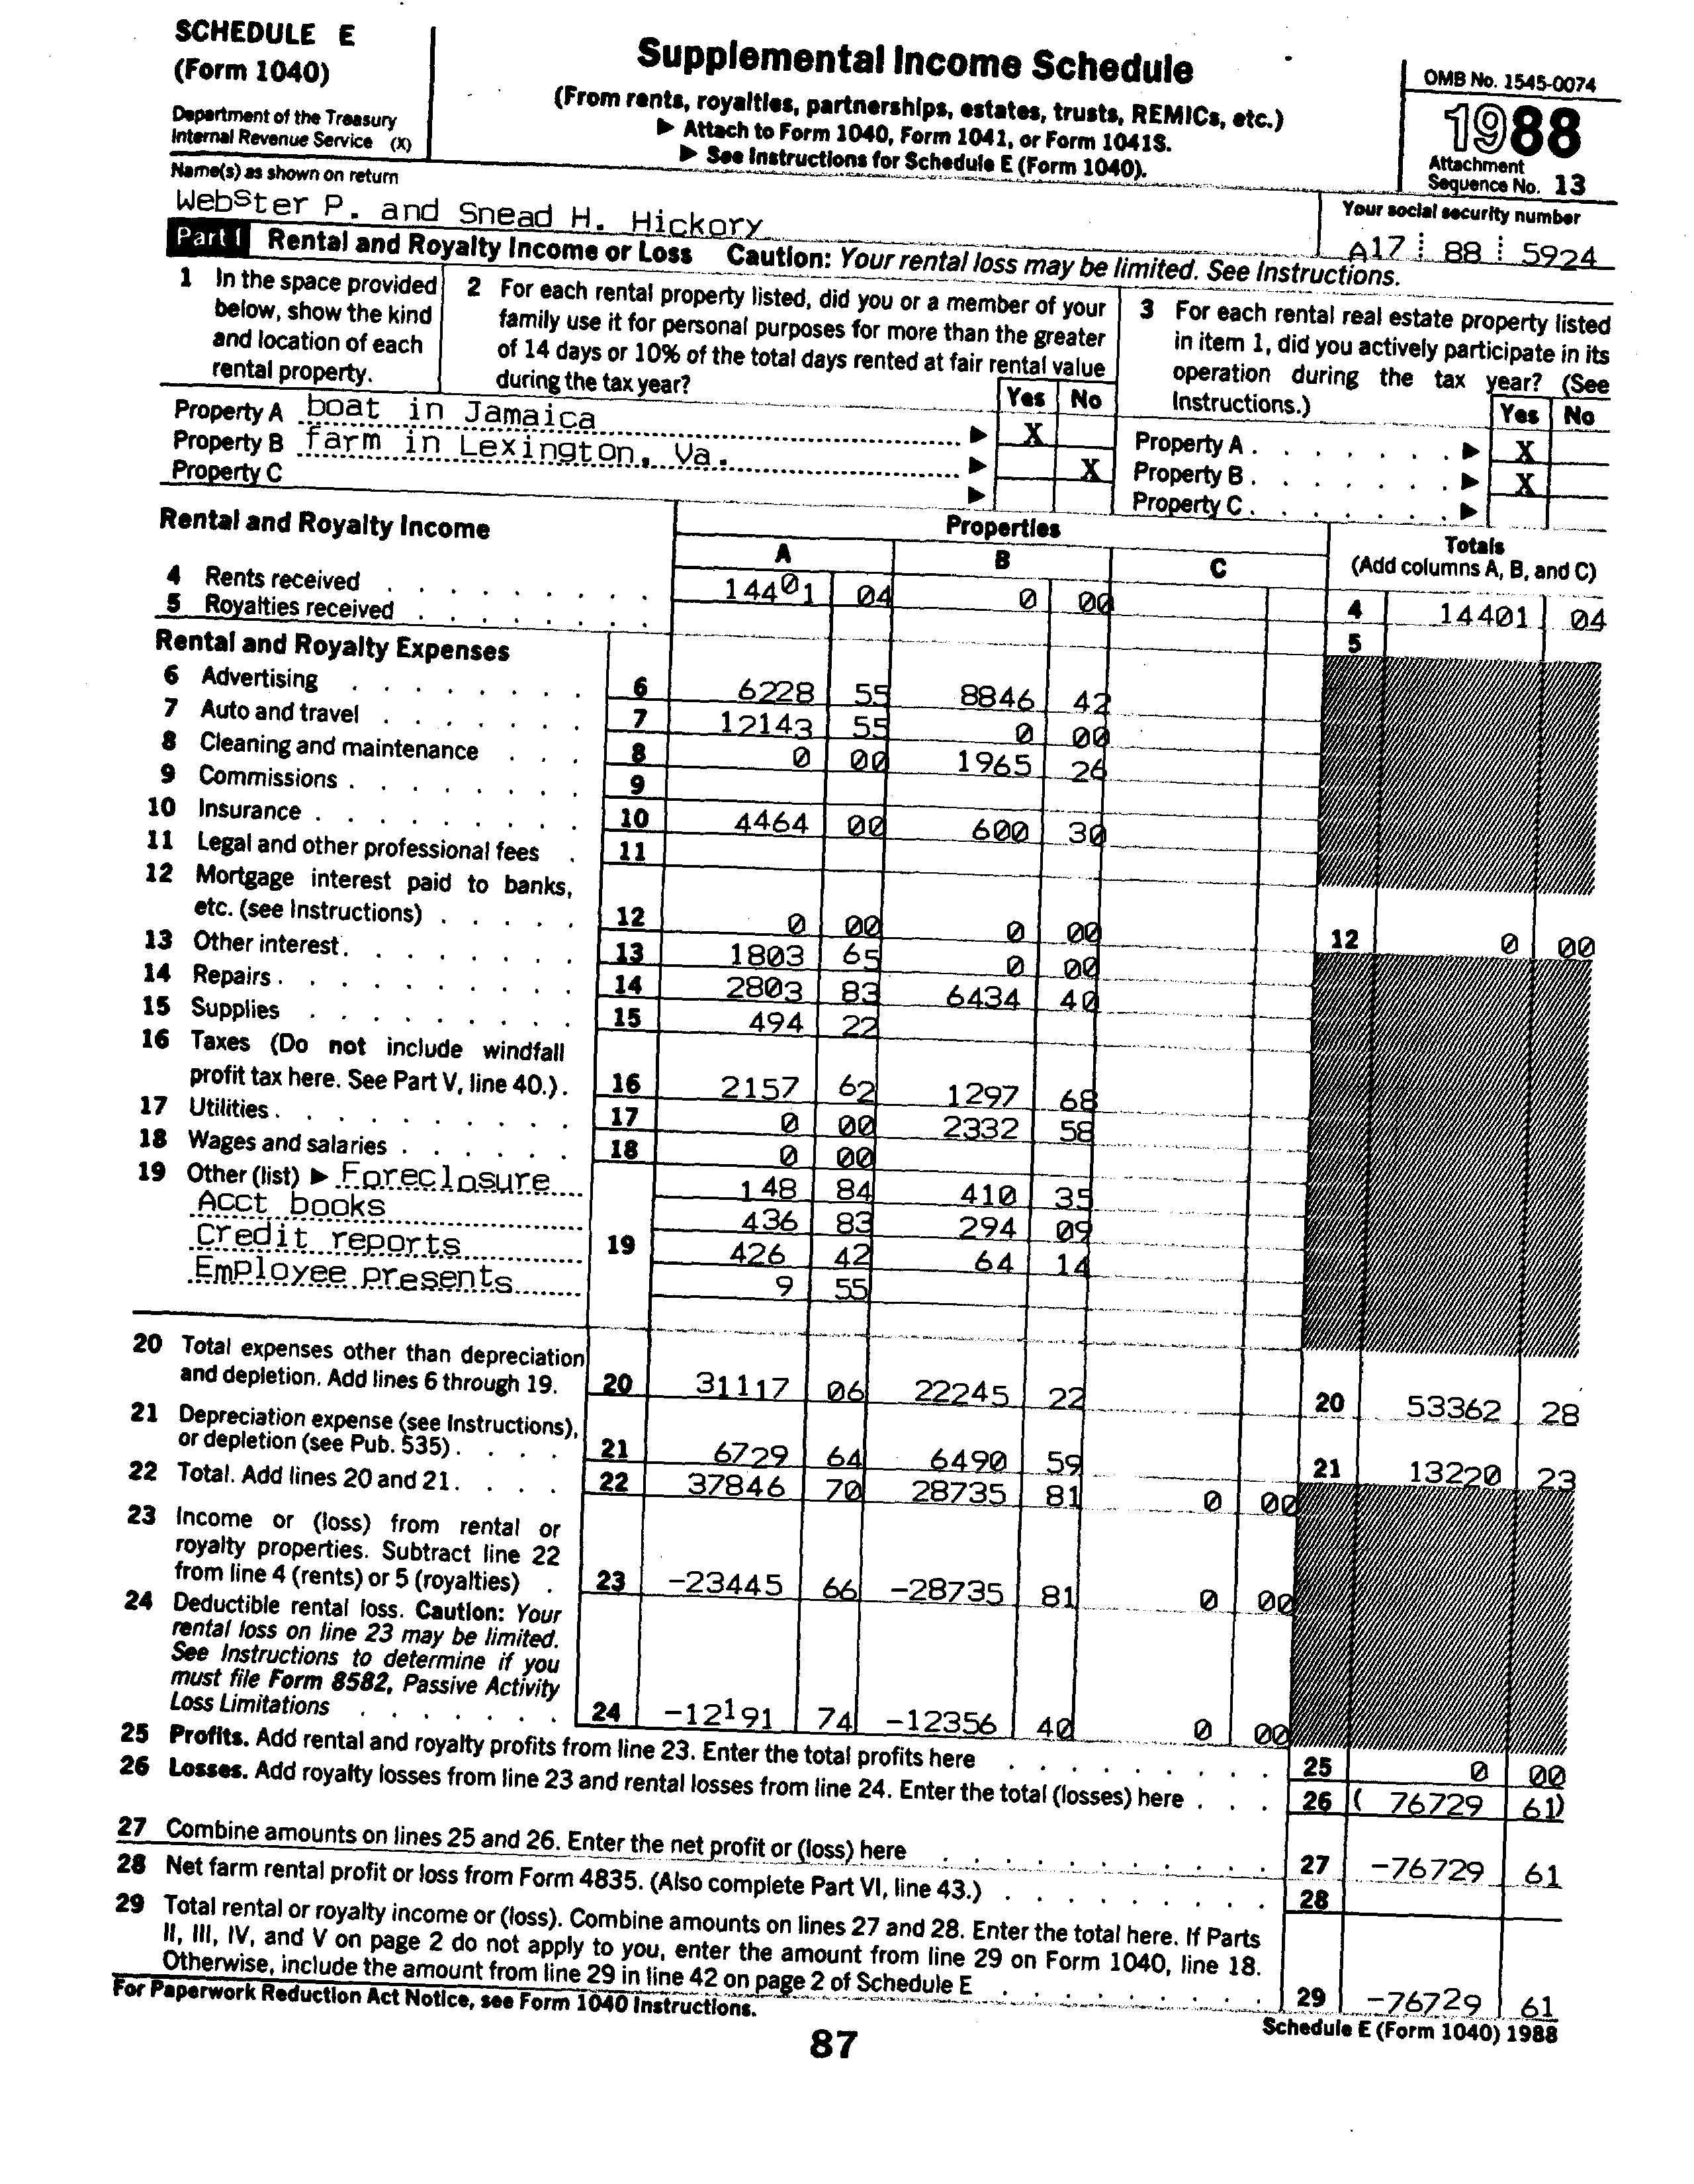 SCHEDULE E
(Form 1040)
Department of the Treasury
Internal Revenue Service (X)
Supplemental Income Schedule
(From rents, royalties, partnerships, estates, trusts, REMICs, etc.)
▶ Attach to Form 1040, Form 1041, or Form 1041S.
▶ See Instructions for Schedule E (Form 1040).
OMB No. 1545-0074
1988
Attachment
Sequence No. 13
Name(s) as shown on return
Webster P. and Snead H. Hickory
Your social security number
A17 88 5924
Part I Rental and Royalty Income or Loss Caution: Your rental loss may be limited. See Instructions.
1 In the space provided
below, show the kind
and location of each
rental property.
2 For each rental property listed, did you or a member of your
family use it for personal purposes for more than the greater
of 14 days or 10% of the total days rented at fair rental value
during the tax year?
Yes No
3 For each rental real estate property listed
in item 1, did you actively participate in its
operation during the tax year? (See
Instructions.)
Yes No
Property A boat in Jamaica ▶ X
Property B farm in Lexington, Va. ▶ X
Property C ▶
Property A . . . . . . . ▶ X
Property B . . . . . . . ▶ X
Property C . . . . . . . ▶
Rental and Royalty Income
Properties
A B C
Totals
(Add columns A, B, and C)
4 Rents received 14401 04 0 00 4 14401 04
5 Royalties received 5
Rental and Royalty Expenses
6 Advertising 6 6228 55 8846 42
7 Auto and travel 7 12143 55 0 00
8 Cleaning and maintenance 8 0 00 1965 26
9 Commissions 9
10 Insurance 10 4464 00 600 30
11 Legal and other professional fees 11
12 Mortgage interest paid to banks,
etc. (see Instructions) 12 0 00 0 00 12 0 00
13 Other interest 13 1803 65 0 00
14 Repairs 14 2803 83 6434 40
15 Supplies 15 494 22
16 Taxes (Do not include windfall
profit tax here. See Part V, line 40.) 16 2157 62 1297 68
17 Utilities 17 0 00 2332 58
18 Wages and salaries 18 0 00
19 Other (list) ▶ Foreclosure 148 84 410 35
Acct books 436 83 294 09
Credit reports 19 426 42 64 14
Employee presents 9 55
20 Total expenses other than depreciation
and depletion. Add lines 6 through 19. 20 31117 06 22245 22 20 53362 28
21 Depreciation expense (see Instructions),
or depletion (see Pub. 535) 21 6729 64 6490 59 21 13220 23
22 Total. Add lines 20 and 21 22 37846 70 28735 81 0 00
23 Income or (loss) from rental or
royalty properties. Subtract line 22
from line 4 (rents) or 5 (royalties) 23 -23445 66 -28735 81 0 00
24 Deductible rental loss. Caution: Your
rental loss on line 23 may be limited.
See Instructions to determine if you
must file Form 8582, Passive Activity
Loss Limitations 24 -12191 74 -12356 40 0 00
25 Profits. Add rental and royalty profits from line 23. Enter the total profits here 25 0 00
26 Losses. Add royalty losses from line 23 and rental losses from line 24. Enter the total (losses) here 26 ( 76729 61)
27 Combine amounts on lines 25 and 26. Enter the net profit or (loss) here 27 -76729 61
28 Net farm rental profit or loss from Form 4835. (Also complete Part VI, line 43.) 28
29 Total rental or royalty income or (loss). Combine amounts on lines 27 and 28. Enter the total here. If Parts
II, III, IV, and V on page 2 do not apply to you, enter the amount from line 29 on Form 1040, line 18.
Otherwise, include the amount from line 29 in line 42 on page 2 of Schedule E 29 -76729 61
For Paperwork Reduction Act Notice, see Form 1040 Instructions.
Schedule E (Form 1040) 1988
87